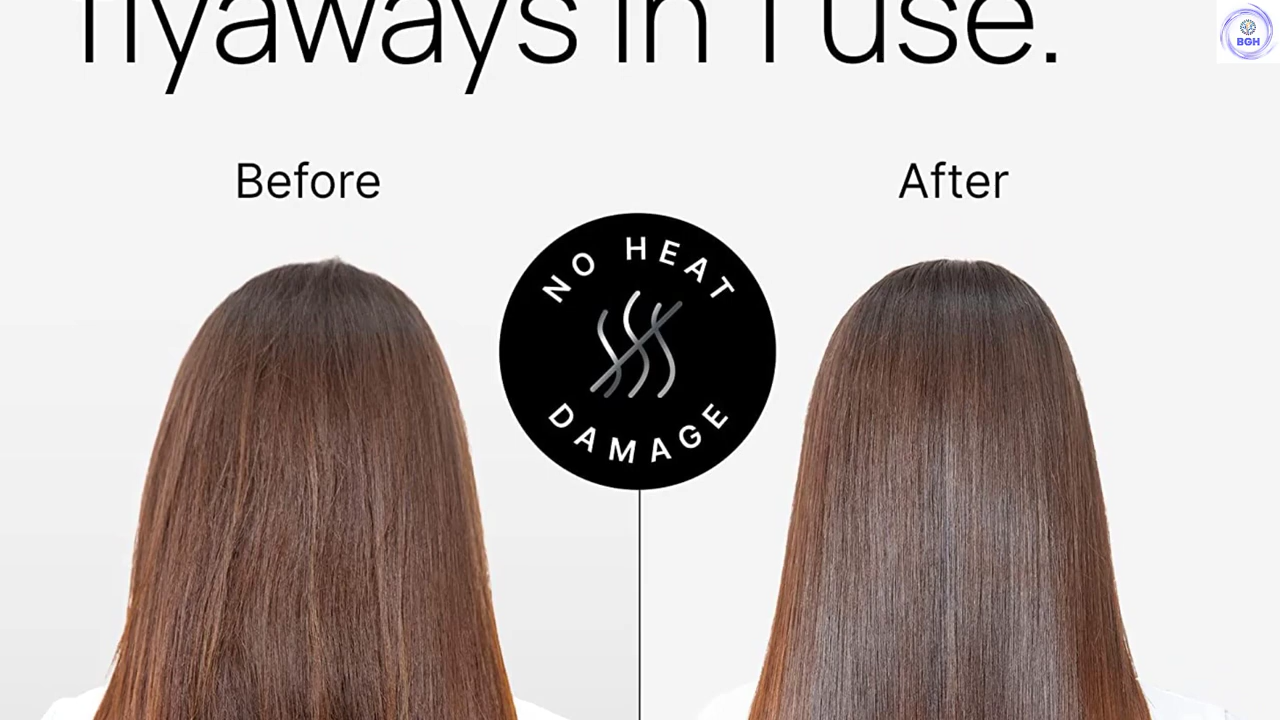 flyaways in 1 use.
BGH
Before
After
NO HEAT
DAMAGE